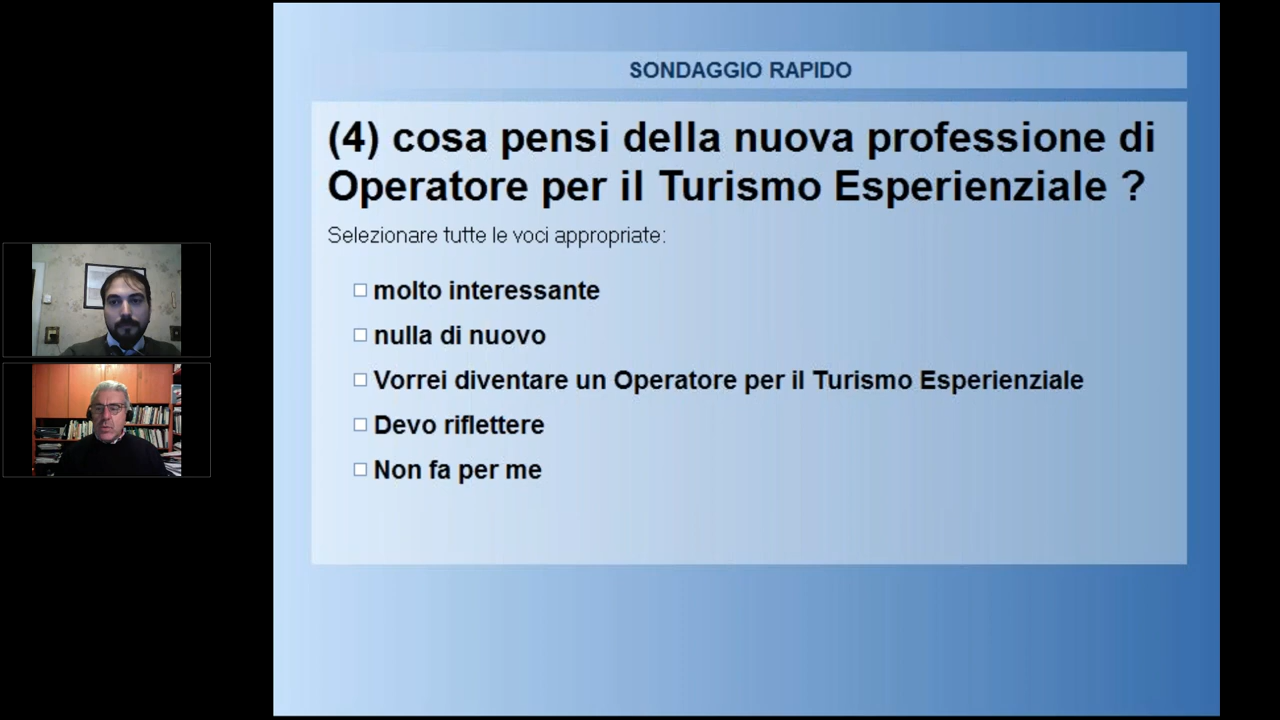 SONDAGGIO RAPIDO
(4) cosa pensi della nuova professione di
Operatore per il Turismo Esperienziale ?
Selezionare tutte le voci appropriate:
molto interessante
nulla di nuovo
Vorrei diventare un Operatore per il Turismo Esperienziale
Devo riflettere
Non fa per me